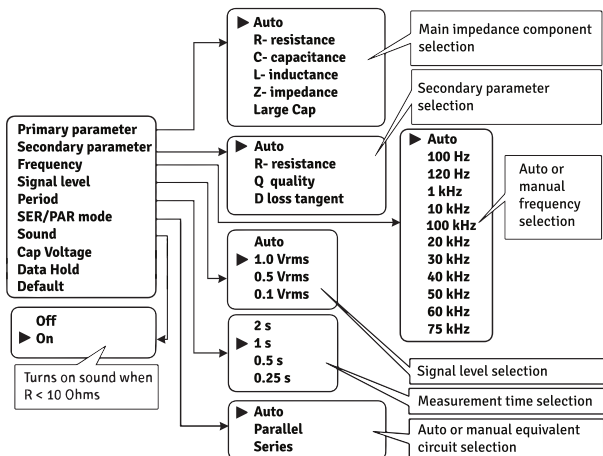 Primary parameter
Secondary parameter
Frequency
Signal level
Period
SER/PAR mode
Sound
Cap Voltage
Data Hold
Default
Auto
R- resistance
C- capacitance
L- inductance
Z- impedance
Large Cap
Main impedance component
selection
Auto
R- resistance
Q quality
D loss tangent
Secondary parameter
selection
Auto
100 Hz
120 Hz
1 kHz
10 kHz
100 kHz
20 kHz
30 kHz
40 kHz
50 kHz
60 kHz
75 kHz
Auto or
manual
frequency
selection
Auto
1.0 Vrms
0.5 Vrms
0.1 Vrms
Signal level selection
2 s
1 s
0.5 s
0.25 s
Measurement time selection
Auto
Parallel
Series
Auto or manual equivalent
circuit selection
Off
On
Turns on sound when
R < 10 Ohms